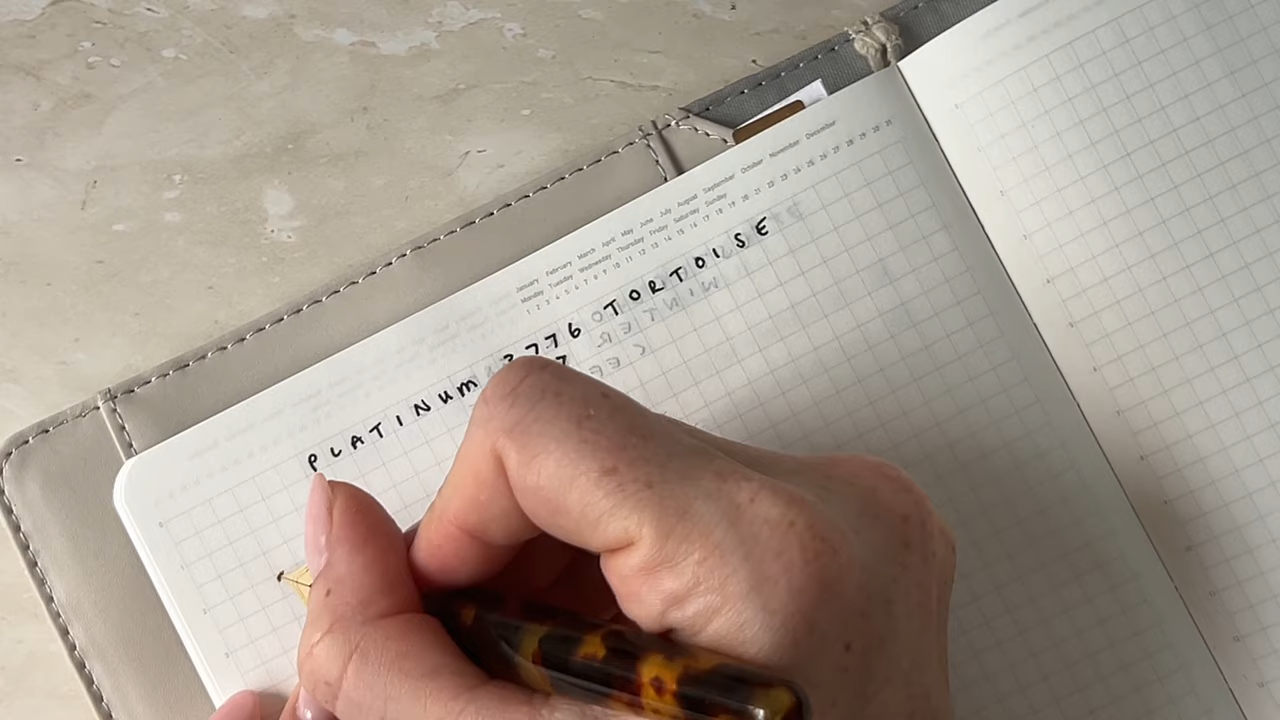 January February March April May June July August September October November December
Monday Tuesday Wednesday Thursday Friday Saturday Sunday
1 2 3 4 5 6 7 8 9 10 11 12 13 14 15 16 17 18 19 20 21 22 23 24 25 26 27 28 29 30 31
PLATINUM 3776 TORTOISE